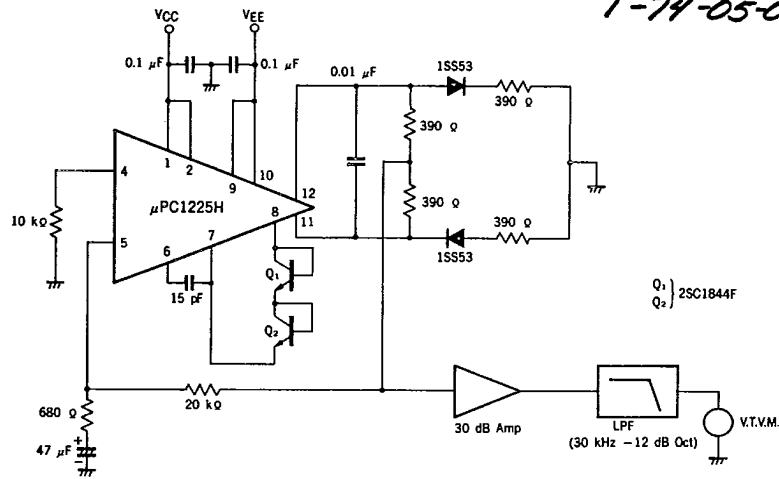 T-74-05-0
VCC
VEE
0.1 μF
0.1 μF
0.01 μF
1SS53
390 Ω
390 Ω
1
2
9
10
4
12
μPC1225H
11
10 kΩ
5
8
390 Ω
390 Ω
6
7
1SS53
15 pF
Q1
Q2
Q1
Q2
} 2SC1844F
20 kΩ
680 Ω
47 μF
+
−
30 dB Amp
LPF
(30 kHz −12 dB Oct)
V.T.V.M.